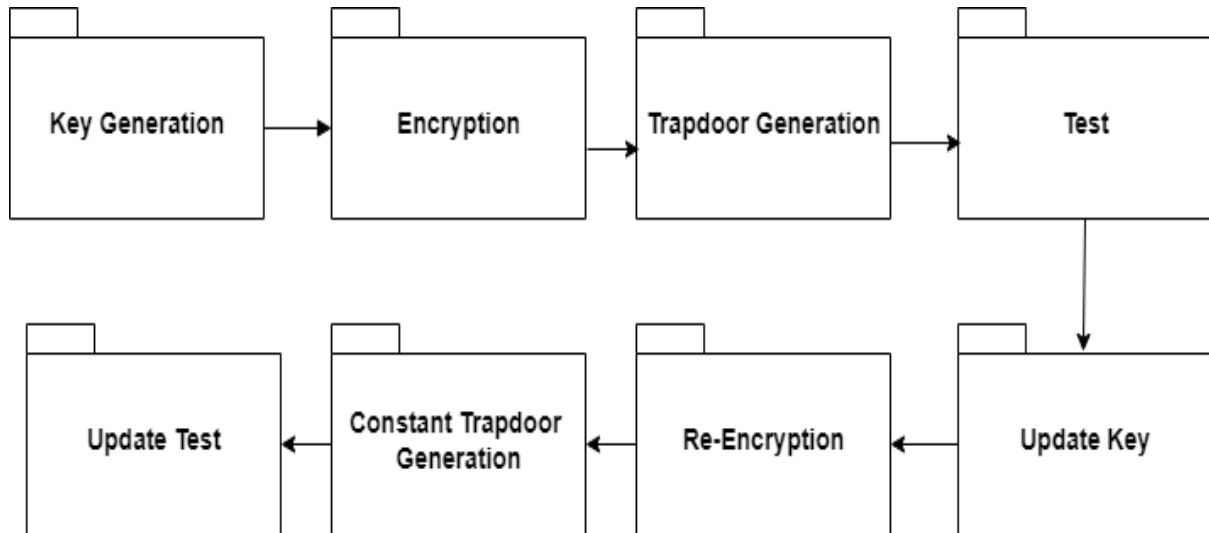 Key Generation
Encryption
Trapdoor Generation
Test
Update Test
Constant Trapdoor
Generation
Re-Encryption
Update Key